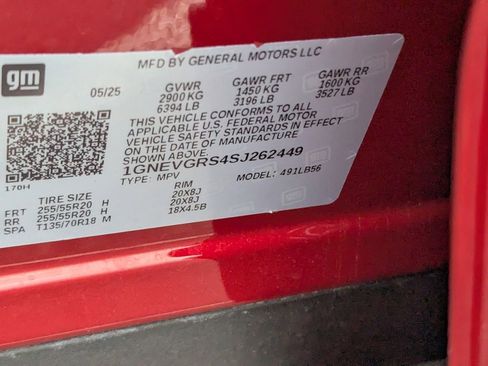 MFD BY GENERAL MOTORS LLC
gm
05/25
GVWR GAWR FRT GAWR RR
2900 KG 1450 KG 1600 KG
6394 LB 3196 LB 3527 LB
THIS VEHICLE CONFORMS TO ALL
APPLICABLE U.S. FEDERAL MOTOR
VEHICLE SAFETY STANDARDS IN EFFECT
ON THE DATE OF MANUFACTURE SHOWN ABOVE.
1GNEVGRS4SJ262449
TYPE: MPV MODEL: 491LB56
170H
TIRE SIZE RIM
FRT 255/55R20 H 20X8J
RR 255/55R20 H 20X8J
SPA T135/70R18 M 18X4.5B